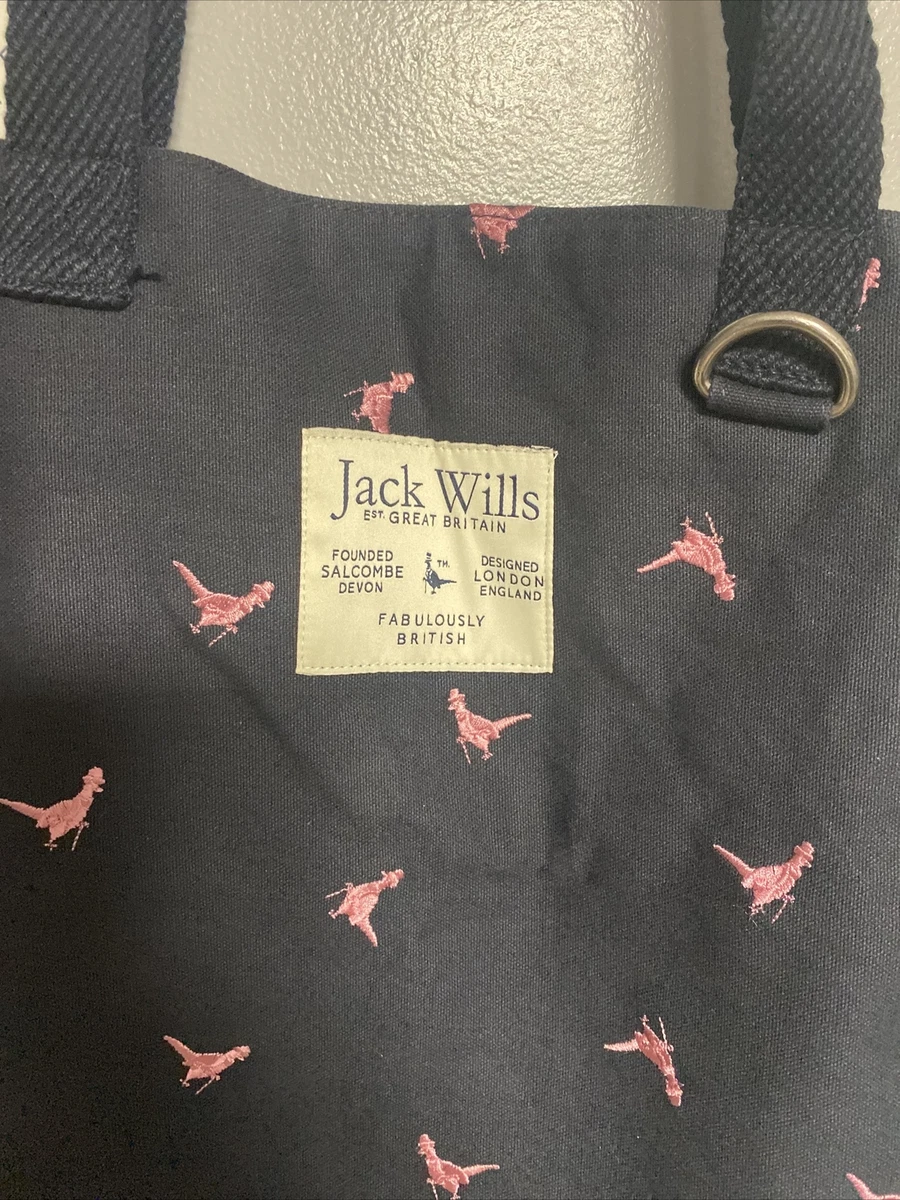 Jack Wills
EST. GREAT BRITAIN
FOUNDED
SALCOMBE
DEVON
TM.
DESIGNED
LONDON
ENGLAND
FABULOUSLY
BRITISH